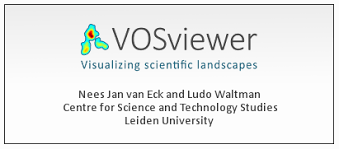 VOSviewer
Visualizing scientific landscapes
Nees Jan van Eck and Ludo Waltman
Centre for Science and Technology Studies
Leiden University